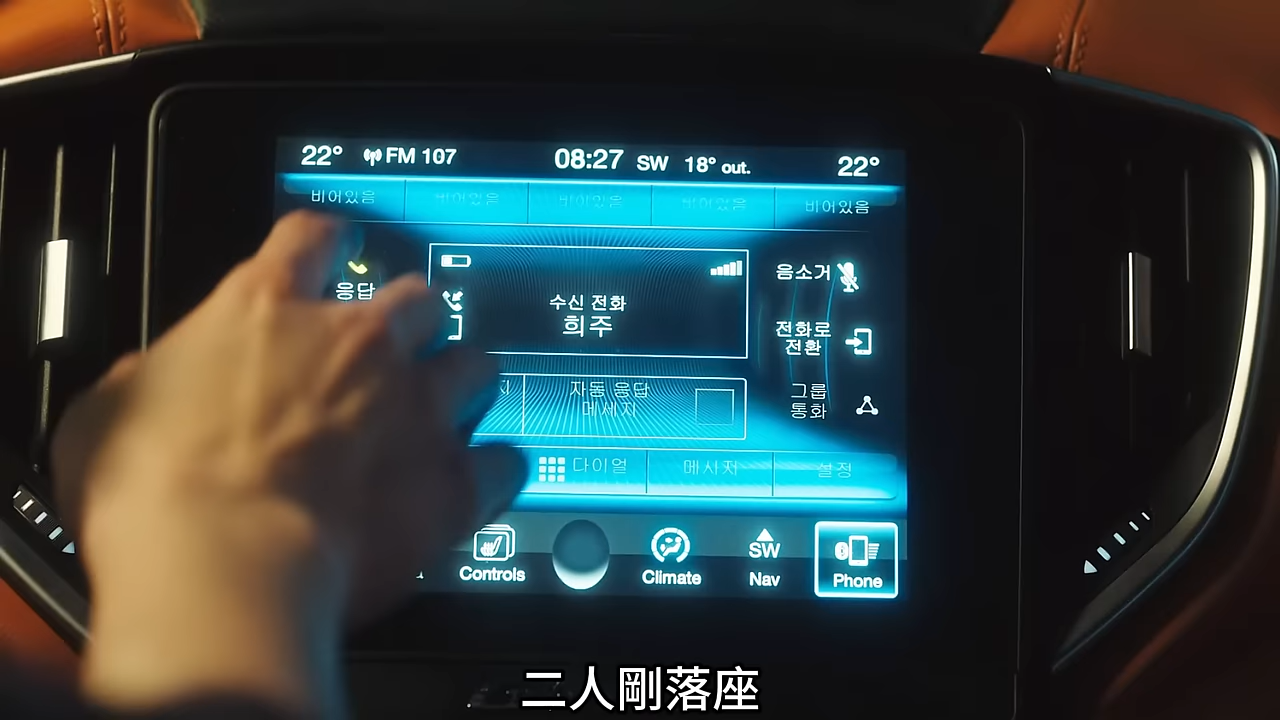 22° FM 107 08:27 SW 18° out. 22°
비어있음 비어있음 비어있음 비어있음 비어있음
응답
수신 전화
희주
음소거
전화로
전환
자동 응답
메세지
그룹
통화
다이얼 메시지 설정
Controls Climate SW Nav Phone
二人剛落座